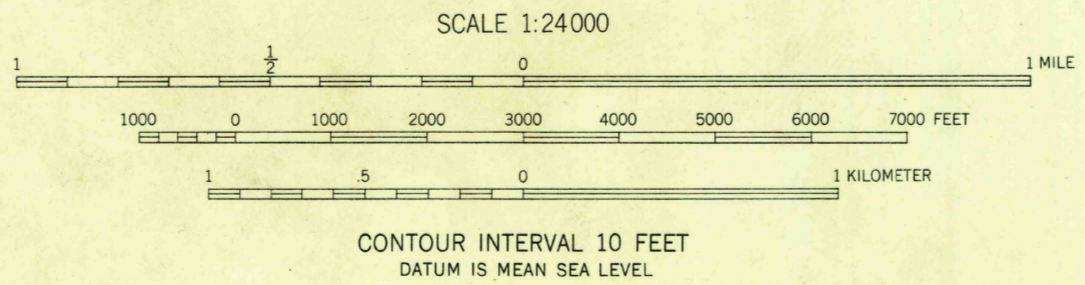 SCALE 1:24000
1 1/2 0 1 MILE
1000 0 1000 2000 3000 4000 5000 6000 7000 FEET
1 .5 0 1 KILOMETER
CONTOUR INTERVAL 10 FEET
DATUM IS MEAN SEA LEVEL